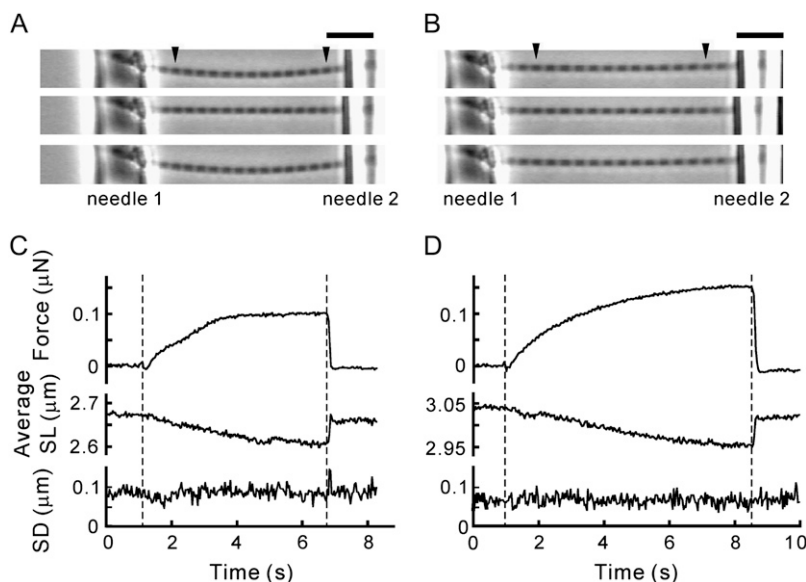 A
B
needle 1
needle 2
needle 1
needle 2
C
D
Force (μN)
0.1
0
0.1
0
Average SL (μm)
2.7
2.6
3.05
2.95
SD (μm)
0.1
0
0.1
0
0 2 4 6 8
0 2 4 6 8 10
Time (s)
Time (s)